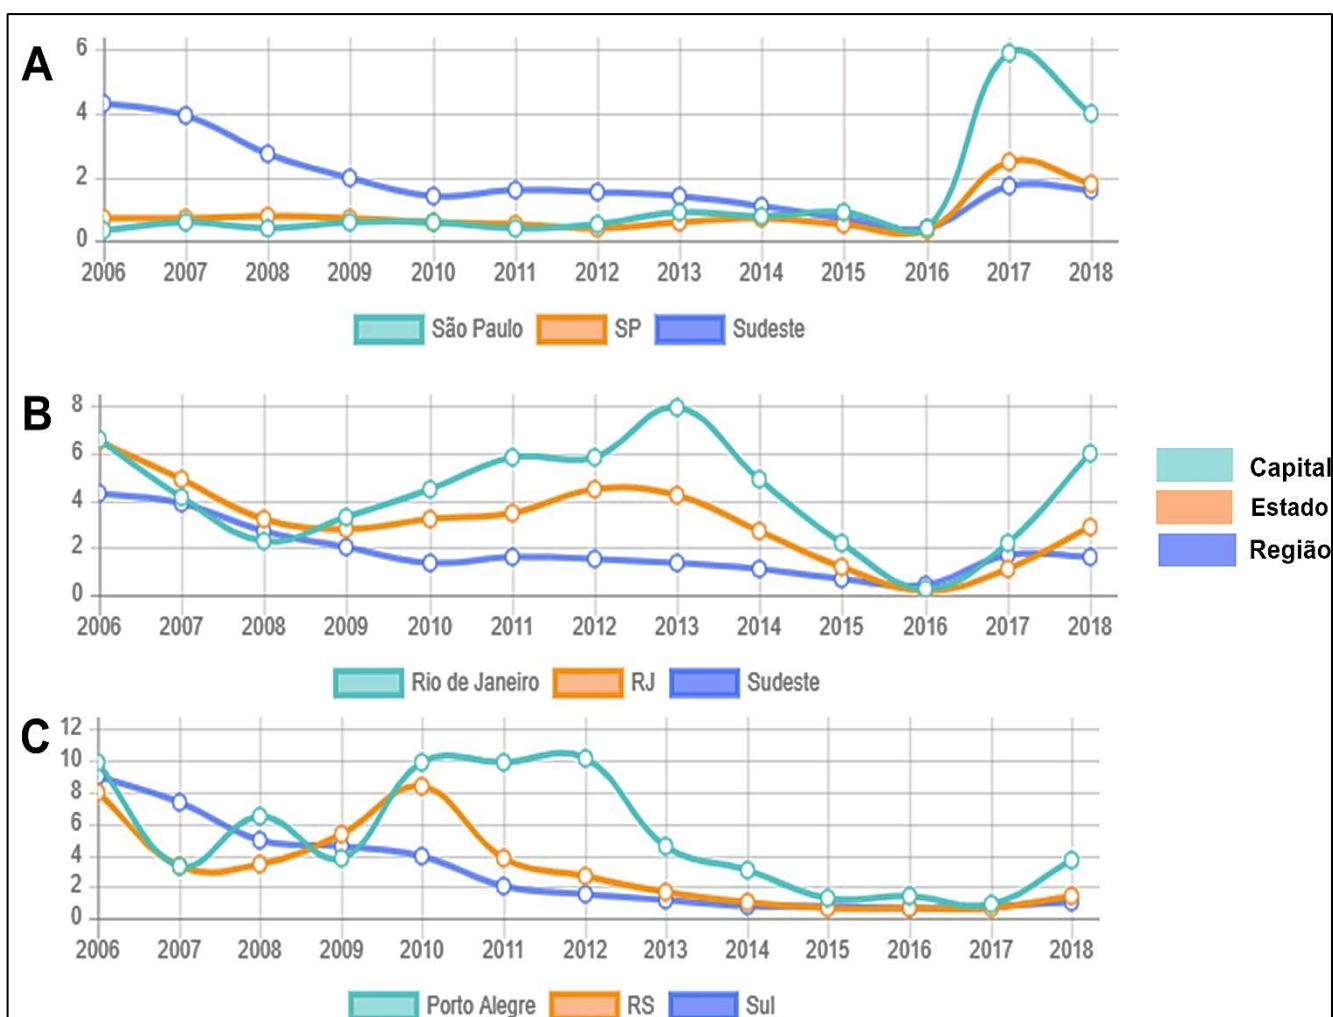 A
6
4
2
0
2006 2007 2008 2009 2010 2011 2012 2013 2014 2015 2016 2017 2018
São Paulo SP Sudeste
B
8
6
4
2
0
2006 2007 2008 2009 2010 2011 2012 2013 2014 2015 2016 2017 2018
Rio de Janeiro RJ Sudeste
Capital
Estado
Região
C
12
10
8
6
4
2
0
2006 2007 2008 2009 2010 2011 2012 2013 2014 2015 2016 2017 2018
Porto Alegre RS Sul